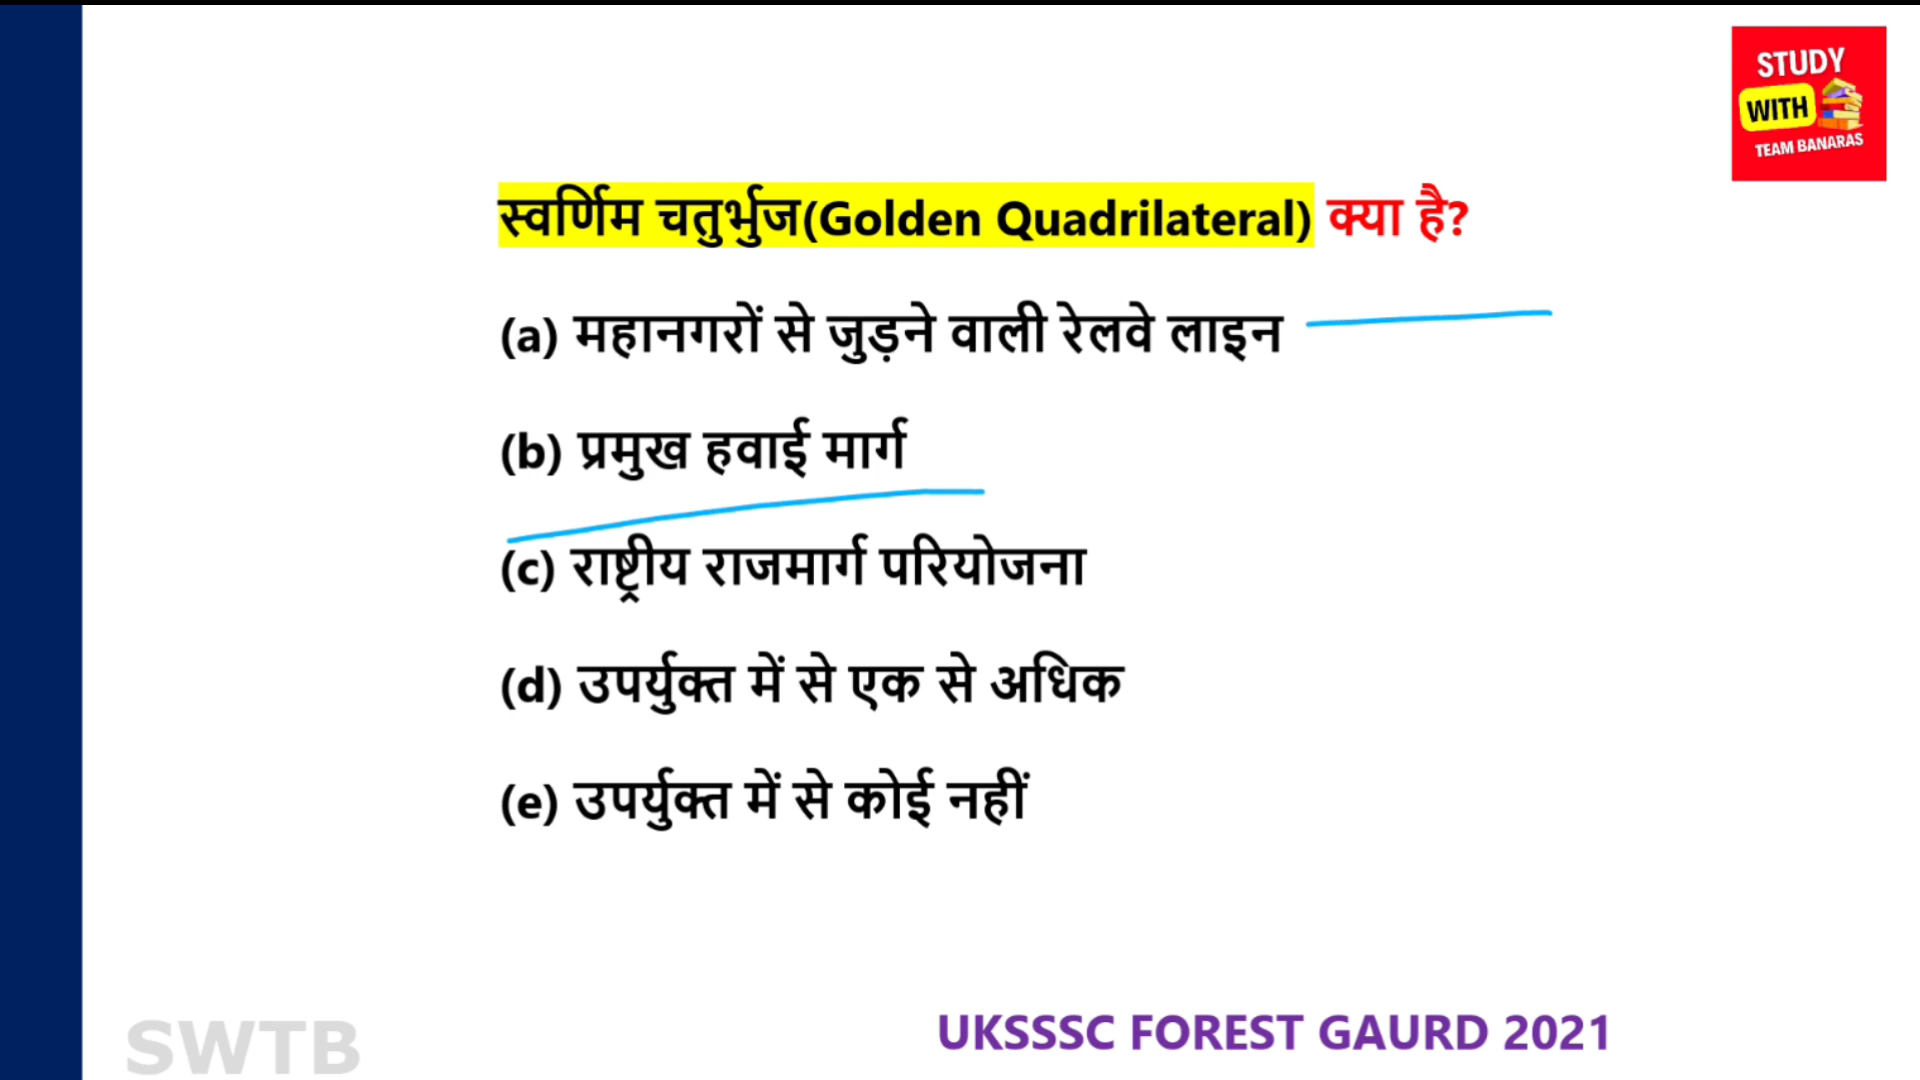 STUDY
WITH
TEAM BANARAS
स्वर्णिम चतुर्भुज(Golden Quadrilateral) क्या है?
(a) महानगरों से जुड़ने वाली रेलवे लाइन
(b) प्रमुख हवाई मार्ग
(c) राष्ट्रीय राजमार्ग परियोजना
(d) उपर्युक्त में से एक से अधिक
(e) उपर्युक्त में से कोई नहीं
SWTB
UKSSSC FOREST GAURD 2021